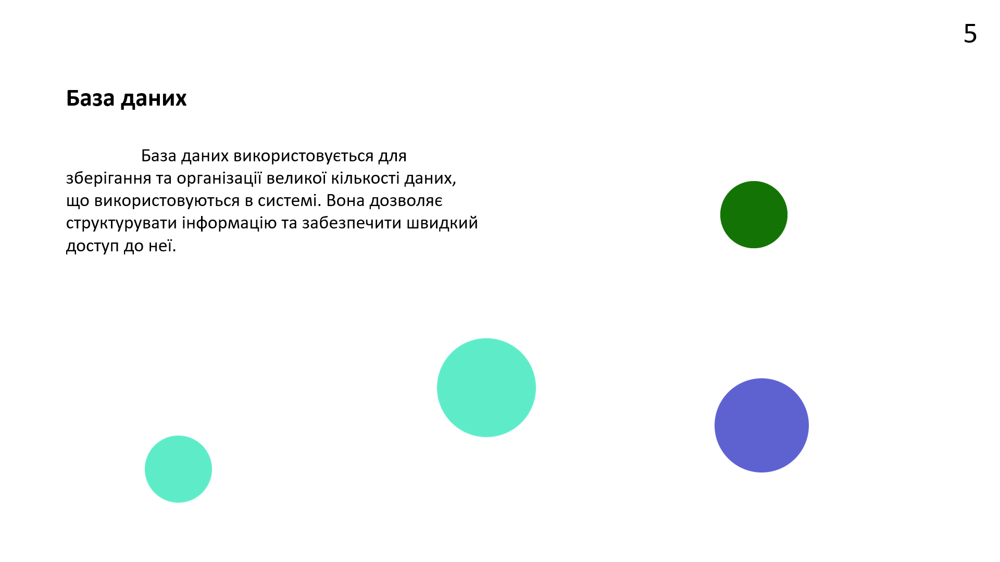 5
База даних
База даних використовується для
зберігання та організації великої кількості даних,
що використовуються в системі. Вона дозволяє
структурувати інформацію та забезпечити швидкий
доступ до неї.